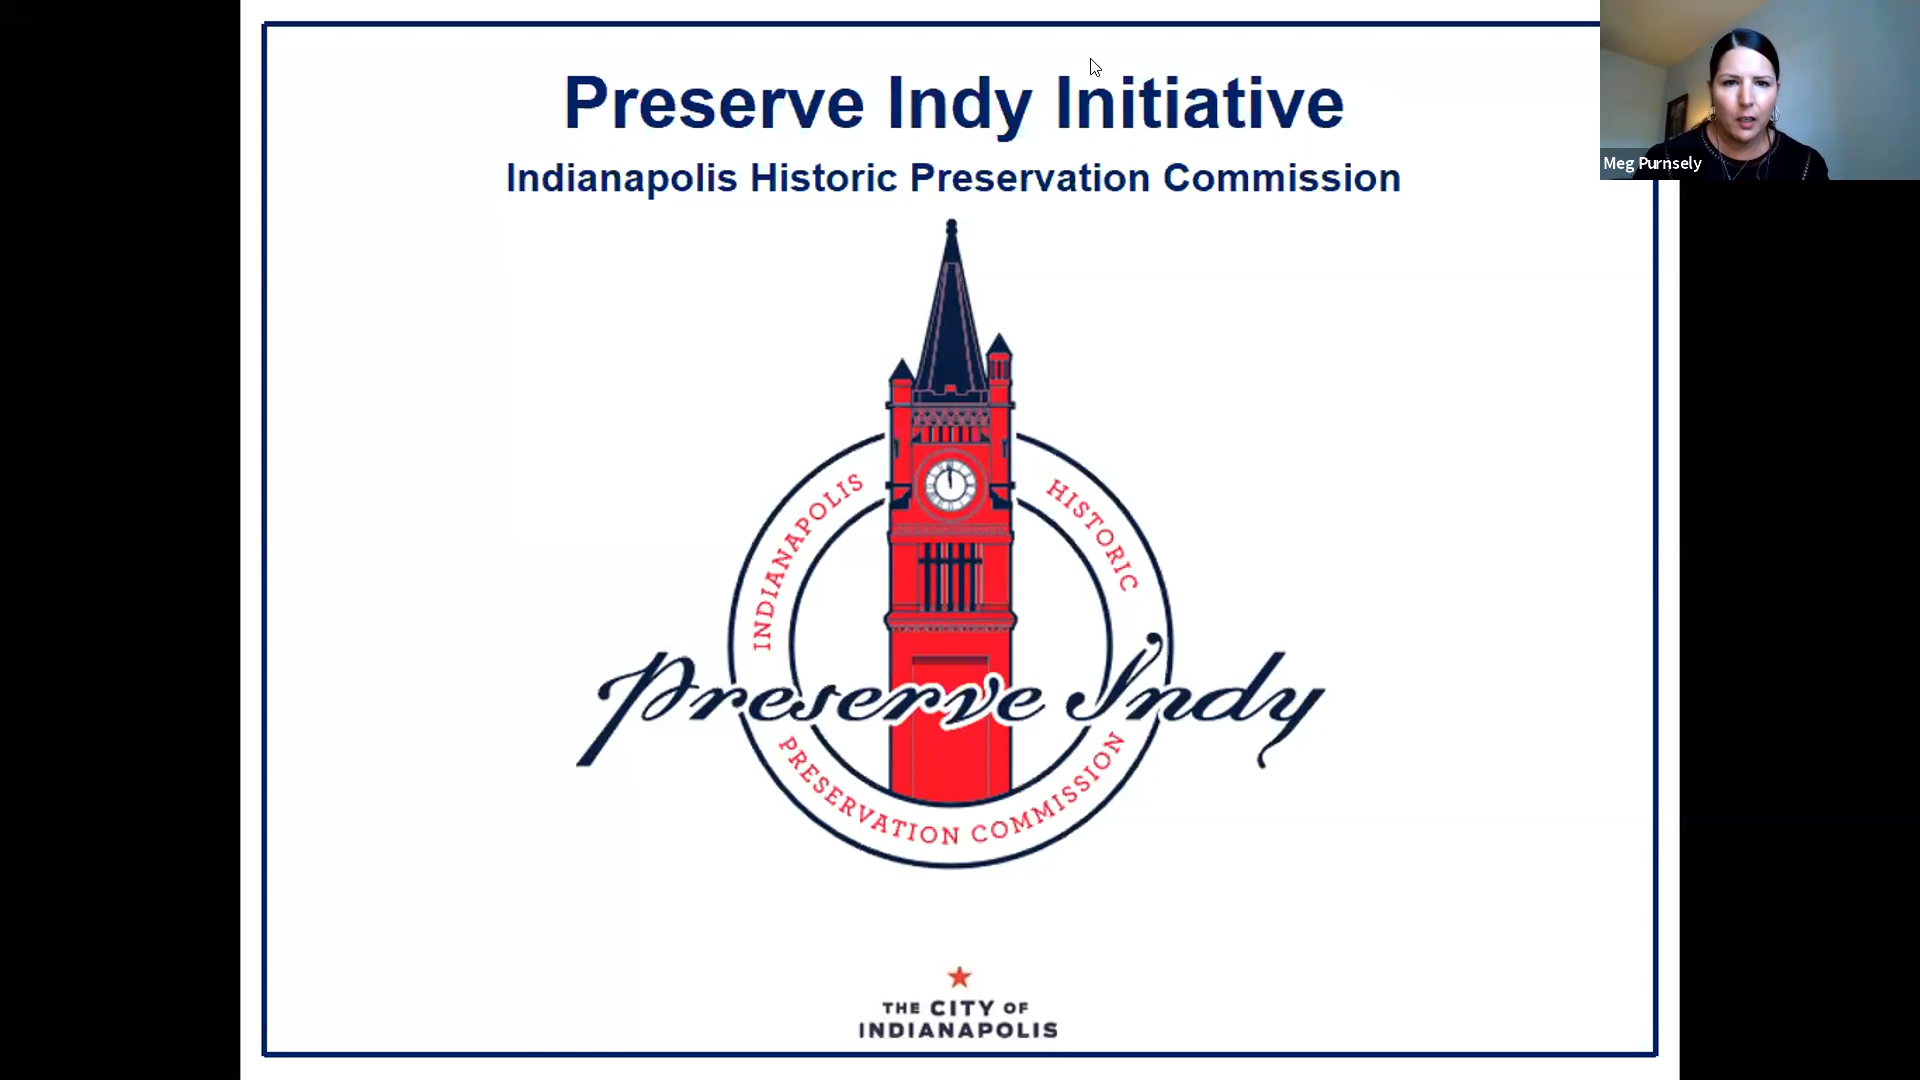 Preserve Indy Initiative
Indianapolis Historic Preservation Commission
Meg Purnsely
INDIANAPOLIS
HISTORIC
Preserve Indy
PRESERVATION COMMISSION
THE CITY OF
INDIANAPOLIS